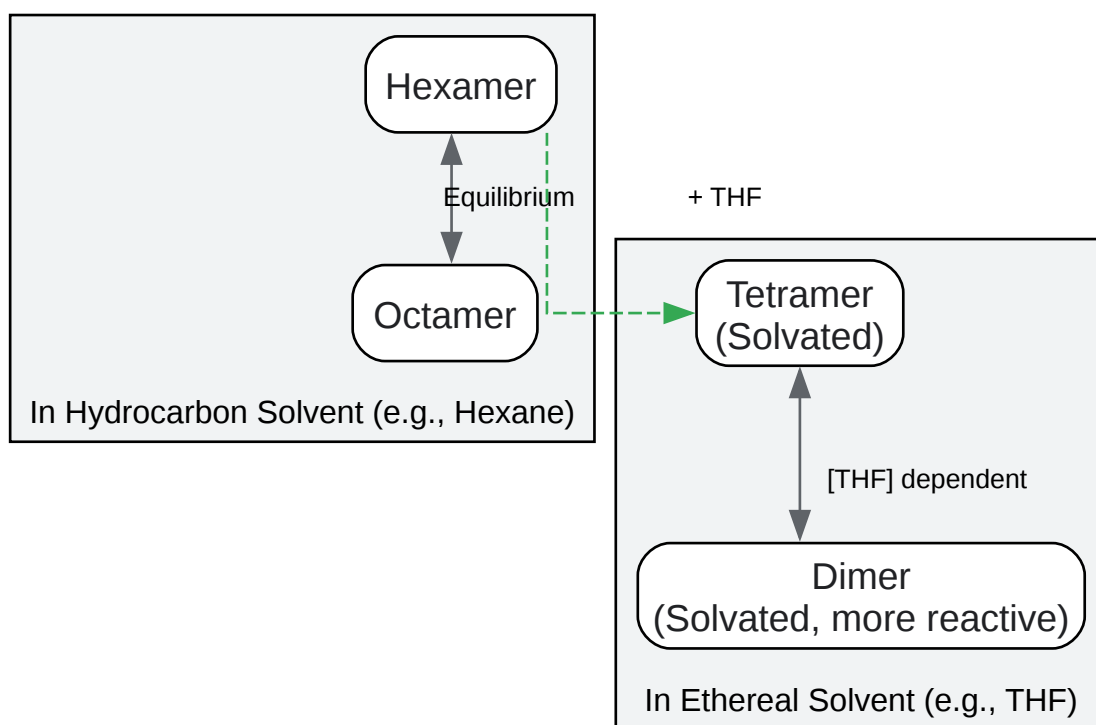 Hexamer
Equilibrium
+ THF
Octamer
In Hydrocarbon Solvent (e.g., Hexane)
Tetramer
(Solvated)
[THF] dependent
Dimer
(Solvated, more reactive)
In Ethereal Solvent (e.g., THF)